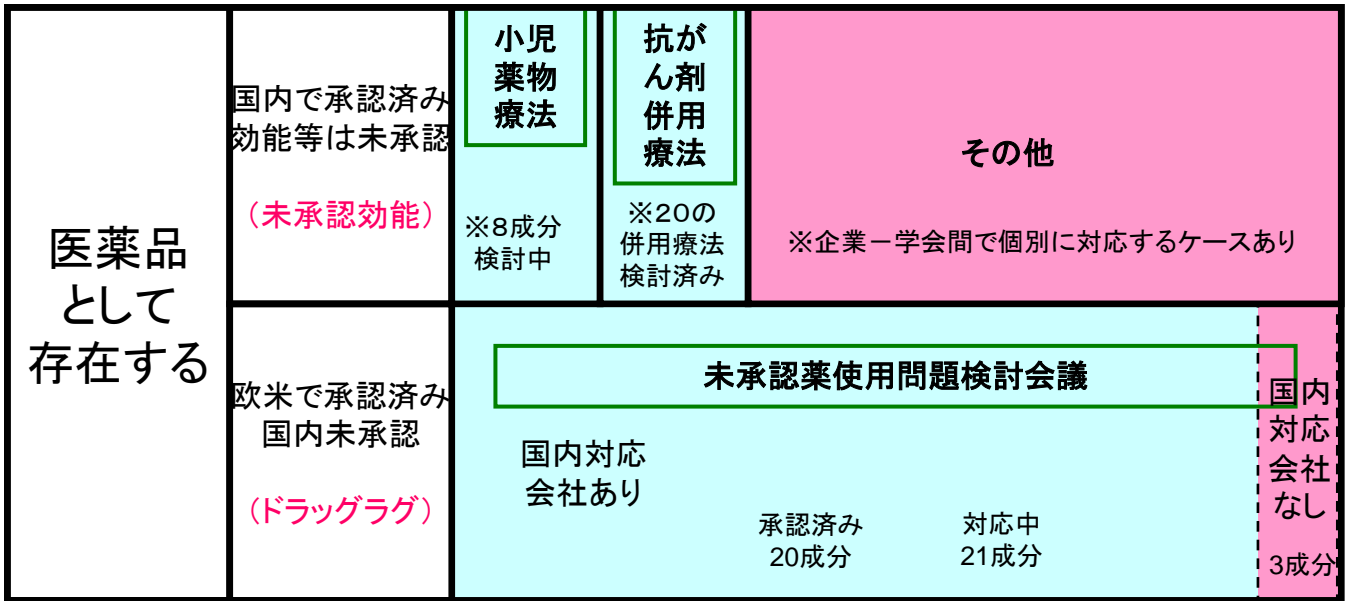 医薬品
として
存在する
国内で承認済み
効能等は未承認
（未承認効能）
小児
薬物
療法
※８成分
検討中
抗が
ん剤
併用
療法
※２０の
併用療法
検討済み
その他
※企業－学会間で個別に対応するケースあり
欧米で承認済み
国内未承認
（ドラッグラグ）
未承認薬使用問題検討会議
国内対応
会社あり
承認済み
20成分
対応中
21成分
国内
対応
会社
なし
3成分